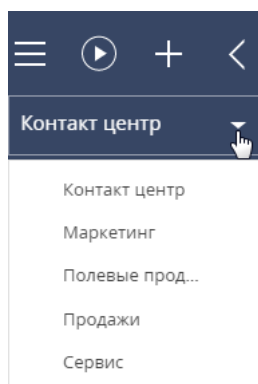 Контакт центр
Контакт центр
Маркетинг
Полевые прод...
Продажи
Сервис